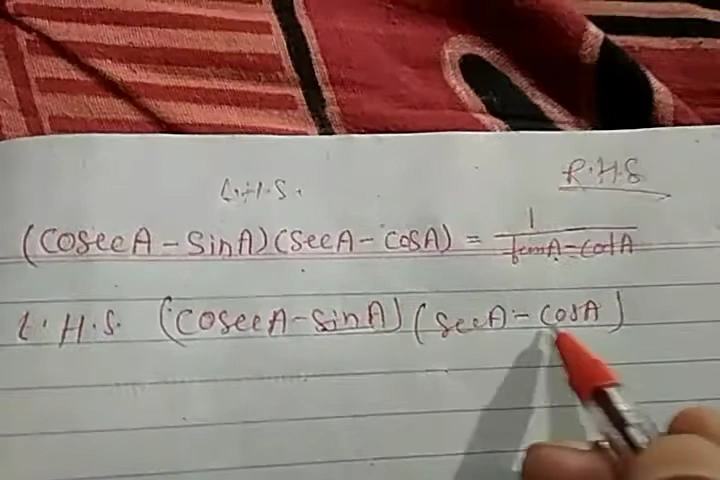 L.H.S. R.H.S
(CosecA - SinA)(SecA - CosA) = 1/(tanA - CotA)
L.H.S. (CosecA - SinA)(SecA - CosA)